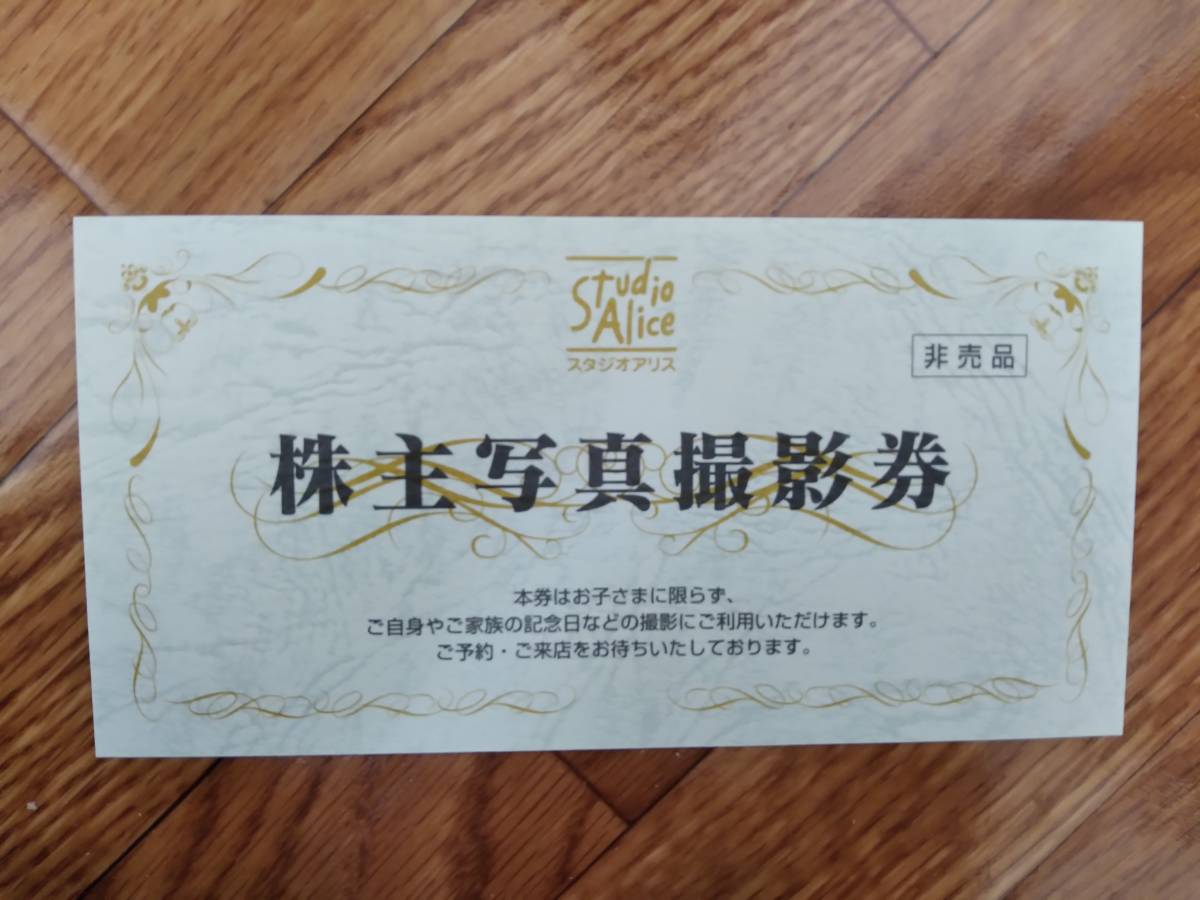 Studio
Alice
スタジオアリス
非売品
株主写真撮影券
本券はお子さまに限らず、
ご自身やご家族の記念日などの撮影にご利用いただけます。
ご予約・ご来店をお待ちいたしております。